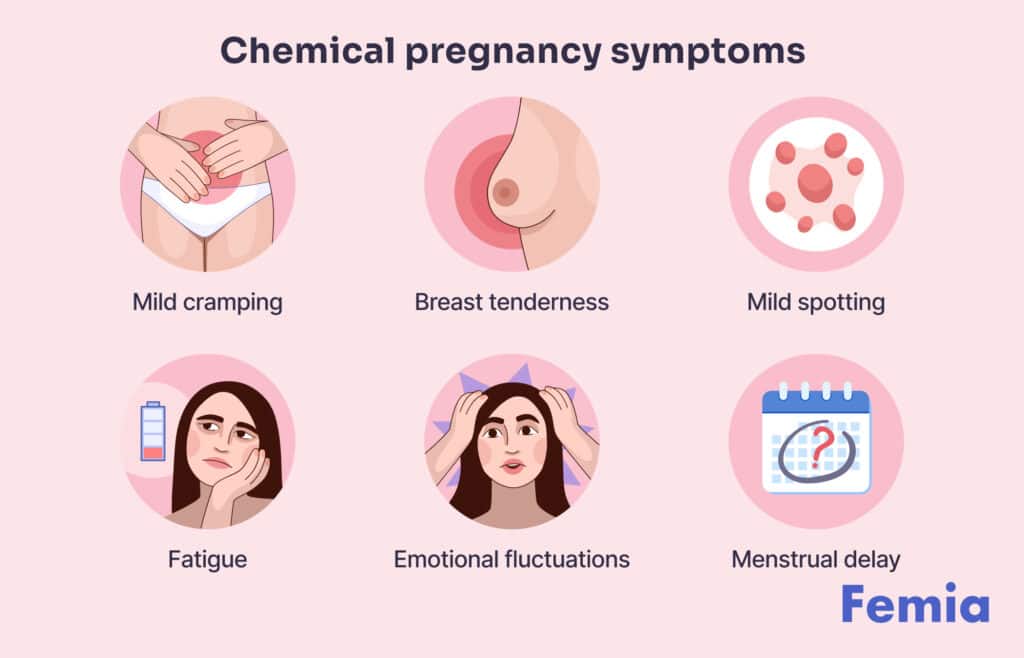 Chemical pregnancy symptoms
Mild cramping
Breast tenderness
Mild spotting
?
Fatigue
Emotional fluctuations
Menstrual delay
Femia